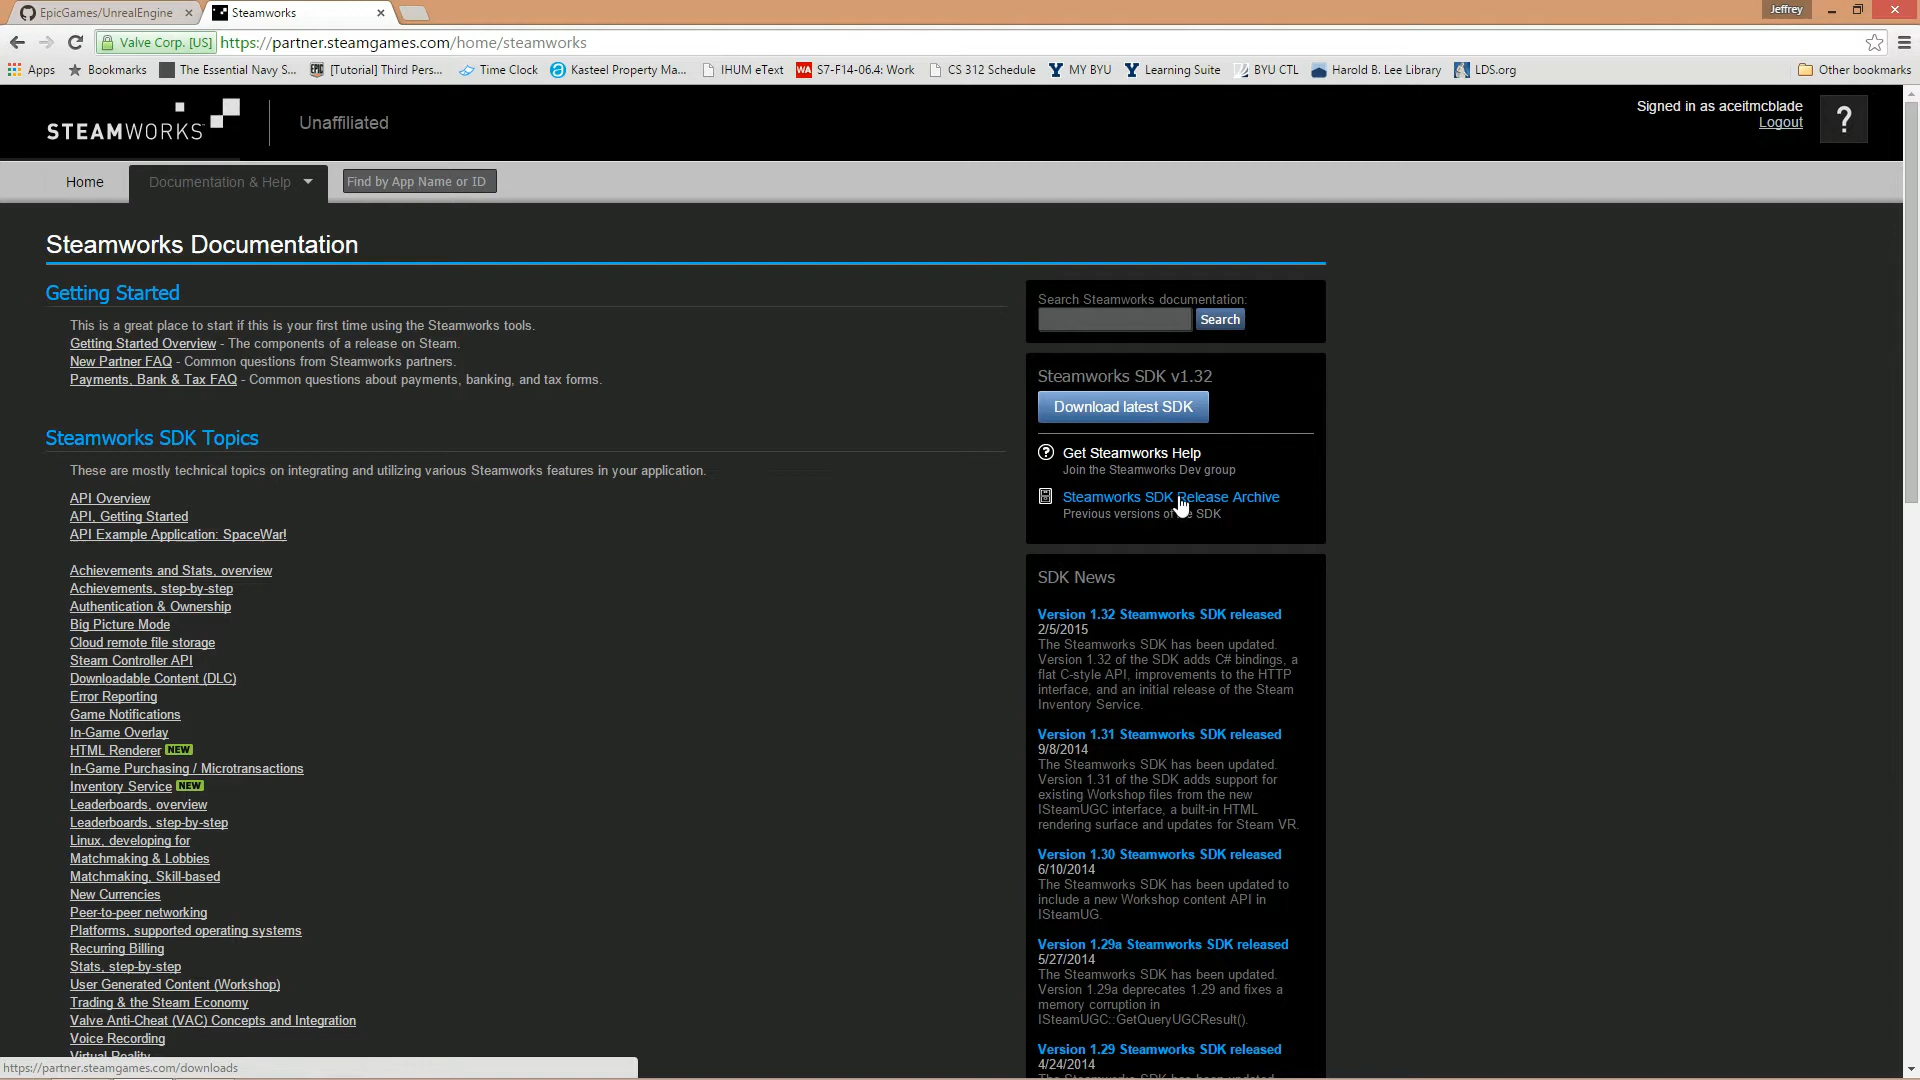 EpicGames/UnrealEngine
Steamworks
Jeffrey
Valve Corp. [US]
https://partner.steamgames.com/home/steamworks
Apps
Bookmarks
The Essential Navy S...
[Tutorial] Third Pers...
Time Clock
Kasteel Property Ma...
IHUM eText
WA
S7-F14-06.4: Work
CS 312 Schedule
MY BYU
Learning Suite
BYU CTL
Harold B. Lee Library
LDS.org
Other bookmarks
STEAMWORKS
Unaffiliated
Signed in as aceitmcblade
Logout
?
Home
Documentation & Help
Find by App Name or ID
Steamworks Documentation
Getting Started
This is a great place to start if this is your first time using the Steamworks tools.
Getting Started Overview - The components of a release on Steam.
New Partner FAQ - Common questions from Steamworks partners.
Payments, Bank & Tax FAQ - Common questions about payments, banking, and tax forms.
Steamworks SDK Topics
These are mostly technical topics on integrating and utilizing various Steamworks features in your application.
API Overview
API, Getting Started
API Example Application: SpaceWar!
Achievements and Stats, overview
Achievements, step-by-step
Authentication & Ownership
Big Picture Mode
Cloud remote file storage
Steam Controller API
Downloadable Content (DLC)
Error Reporting
Game Notifications
In-Game Overlay
HTML Renderer NEW
In-Game Purchasing / Microtransactions
Inventory Service NEW
Leaderboards, overview
Leaderboards, step-by-step
Linux, developing for
Matchmaking & Lobbies
Matchmaking, Skill-based
New Currencies
Peer-to-peer networking
Platforms, supported operating systems
Recurring Billing
Stats, step-by-step
User Generated Content (Workshop)
Trading & the Steam Economy
Valve Anti-Cheat (VAC) Concepts and Integration
Voice Recording
Virtual Reality
https://partner.steamgames.com/downloads
Search Steamworks documentation:
Search
Steamworks SDK v1.32
Download latest SDK
Get Steamworks Help
Join the Steamworks Dev group
Steamworks SDK Release Archive
Previous versions of the SDK
SDK News
Version 1.32 Steamworks SDK released
2/5/2015
The Steamworks SDK has been updated.
Version 1.32 of the SDK adds C# bindings, a
flat C-style API, improvements to the HTTP
interface, and an initial release of the Steam
Inventory Service.
Version 1.31 Steamworks SDK released
9/8/2014
The Steamworks SDK has been updated.
Version 1.31 of the SDK adds support for
existing Workshop files from the new
ISteamUGC interface, a built-in HTML
rendering surface and updates for Steam VR.
Version 1.30 Steamworks SDK released
6/10/2014
The Steamworks SDK has been updated to
include a new Workshop content API in
ISteamUG.
Version 1.29a Steamworks SDK released
5/27/2014
The Steamworks SDK has been updated.
Version 1.29a deprecates 1.29 and fixes a
memory corruption in
ISteamUGC::GetQueryUGCResult().
Version 1.29 Steamworks SDK released
4/24/2014
The Steamworks SDK has been updated